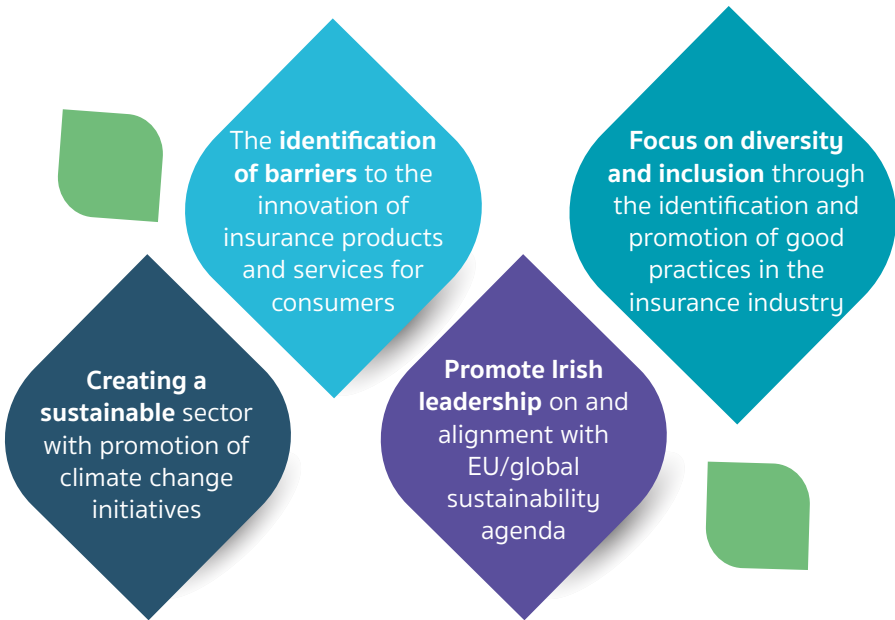 The identification
of barriers to the
innovation of
insurance products
and services for
consumers
Focus on diversity
and inclusion through
the identification and
promotion of good
practices in the
insurance industry
Creating a
sustainable sector
with promotion of
climate change
initiatives
Promote Irish
leadership on and
alignment with
EU/global
sustainability
agenda